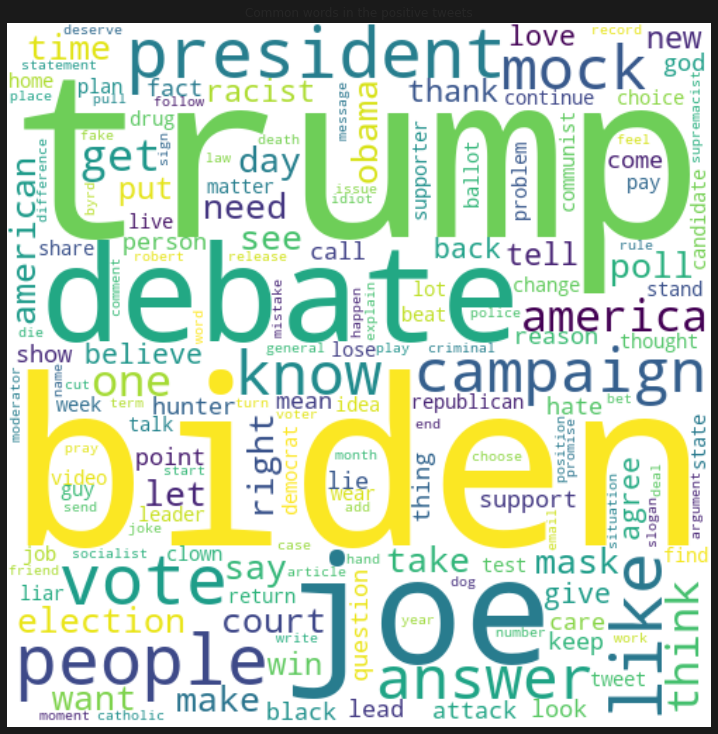 Common words in the positive tweets
deserve
time
president
love
record
new
statement
mock
god
home
plan
fact
racist
thank
continue
choice
place
pull
follow
obama
message
supremacist
trump
drug
sign
death
fake
law
feel
get
day
supporter
ballot
problem
communist
come
american
difference
byrd
put
matter
issue
idiot
pay
need
live
candidate
share
person
see
call
back
tell
rule
robert
release
poll
debate
comment
change
stand
die
word
mistake
happen
explain
lot
beat
police
america
reason
thought
show
believe
general
lose
play
criminal
moderator
name
cut
one
know
campaign
week
term
hunter
turn
mean
idea
republican
hate
bet
talk
voter
end
position
promise
state
biden
pray
point
right
democrat
month
choose
thing
video
start
lie
guy
let
wear
support
agree
deal
send
leader
add
situation
slogan
argument
joke
email
job
socialist
clown
case
take
test
mask
find
friend
vote
say
article
hand
dog
liar
return
joe
give
like
think
election
court
question
year
number
care
work
people
write
keep
win
answer
tweet
want
make
moment
catholic
black
lead
attack
look